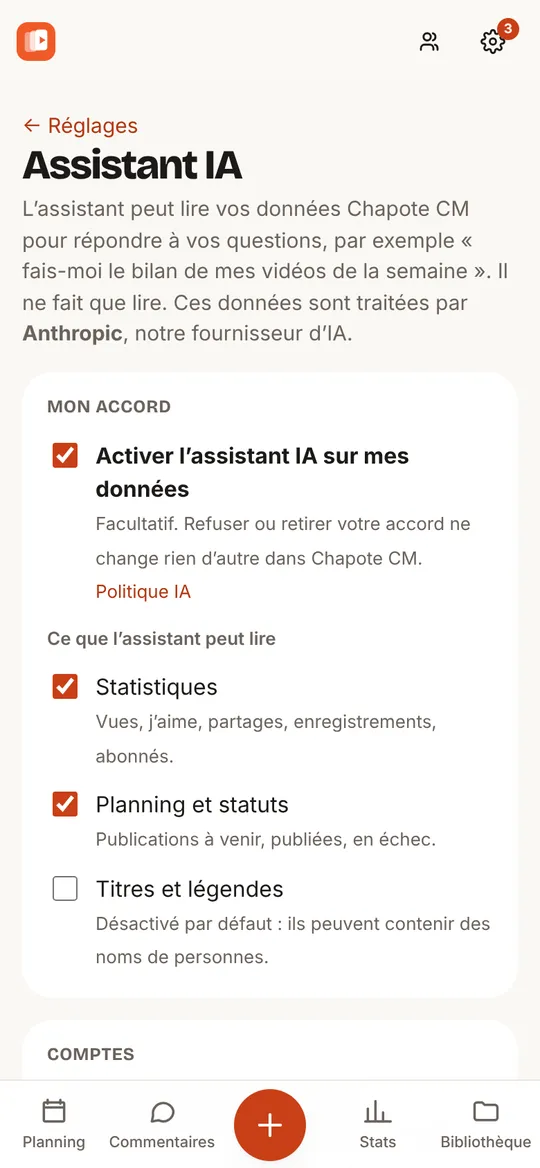 3
← Réglages
Assistant IA
L’assistant peut lire vos données Chapote CM
pour répondre à vos questions, par exemple «
fais-moi le bilan de mes vidéos de la semaine ». Il
ne fait que lire. Ces données sont traitées par
Anthropic, notre fournisseur d’IA.
MON ACCORD
Activer l’assistant IA sur mes
données
Facultatif. Refuser ou retirer votre accord ne
change rien d’autre dans Chapote CM.
Politique IA
Ce que l’assistant peut lire
Statistiques
Vues, j’aime, partages, enregistrements,
abonnés.
Planning et statuts
Publications à venir, publiées, en échec.
Titres et légendes
Désactivé par défaut : ils peuvent contenir des
noms de personnes.
COMPTES
Planning
Commentaires
Stats
Bibliothèque